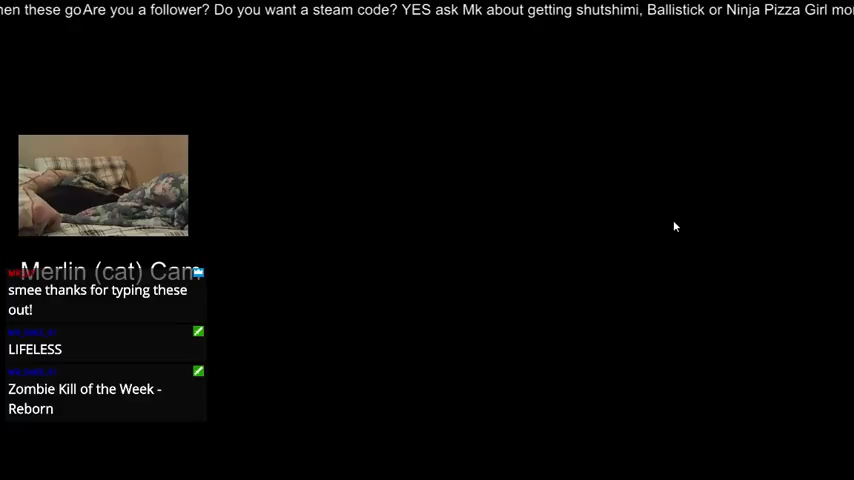 hen these goAre you a follower? Do you want a steam code? YES ask Mk about getting shutshimi, Ballistick or Ninja Pizza Girl mo
Merlin (cat) Cam
smee thanks for typing these
out!
LIFELESS
Zombie Kill of the Week -
Reborn